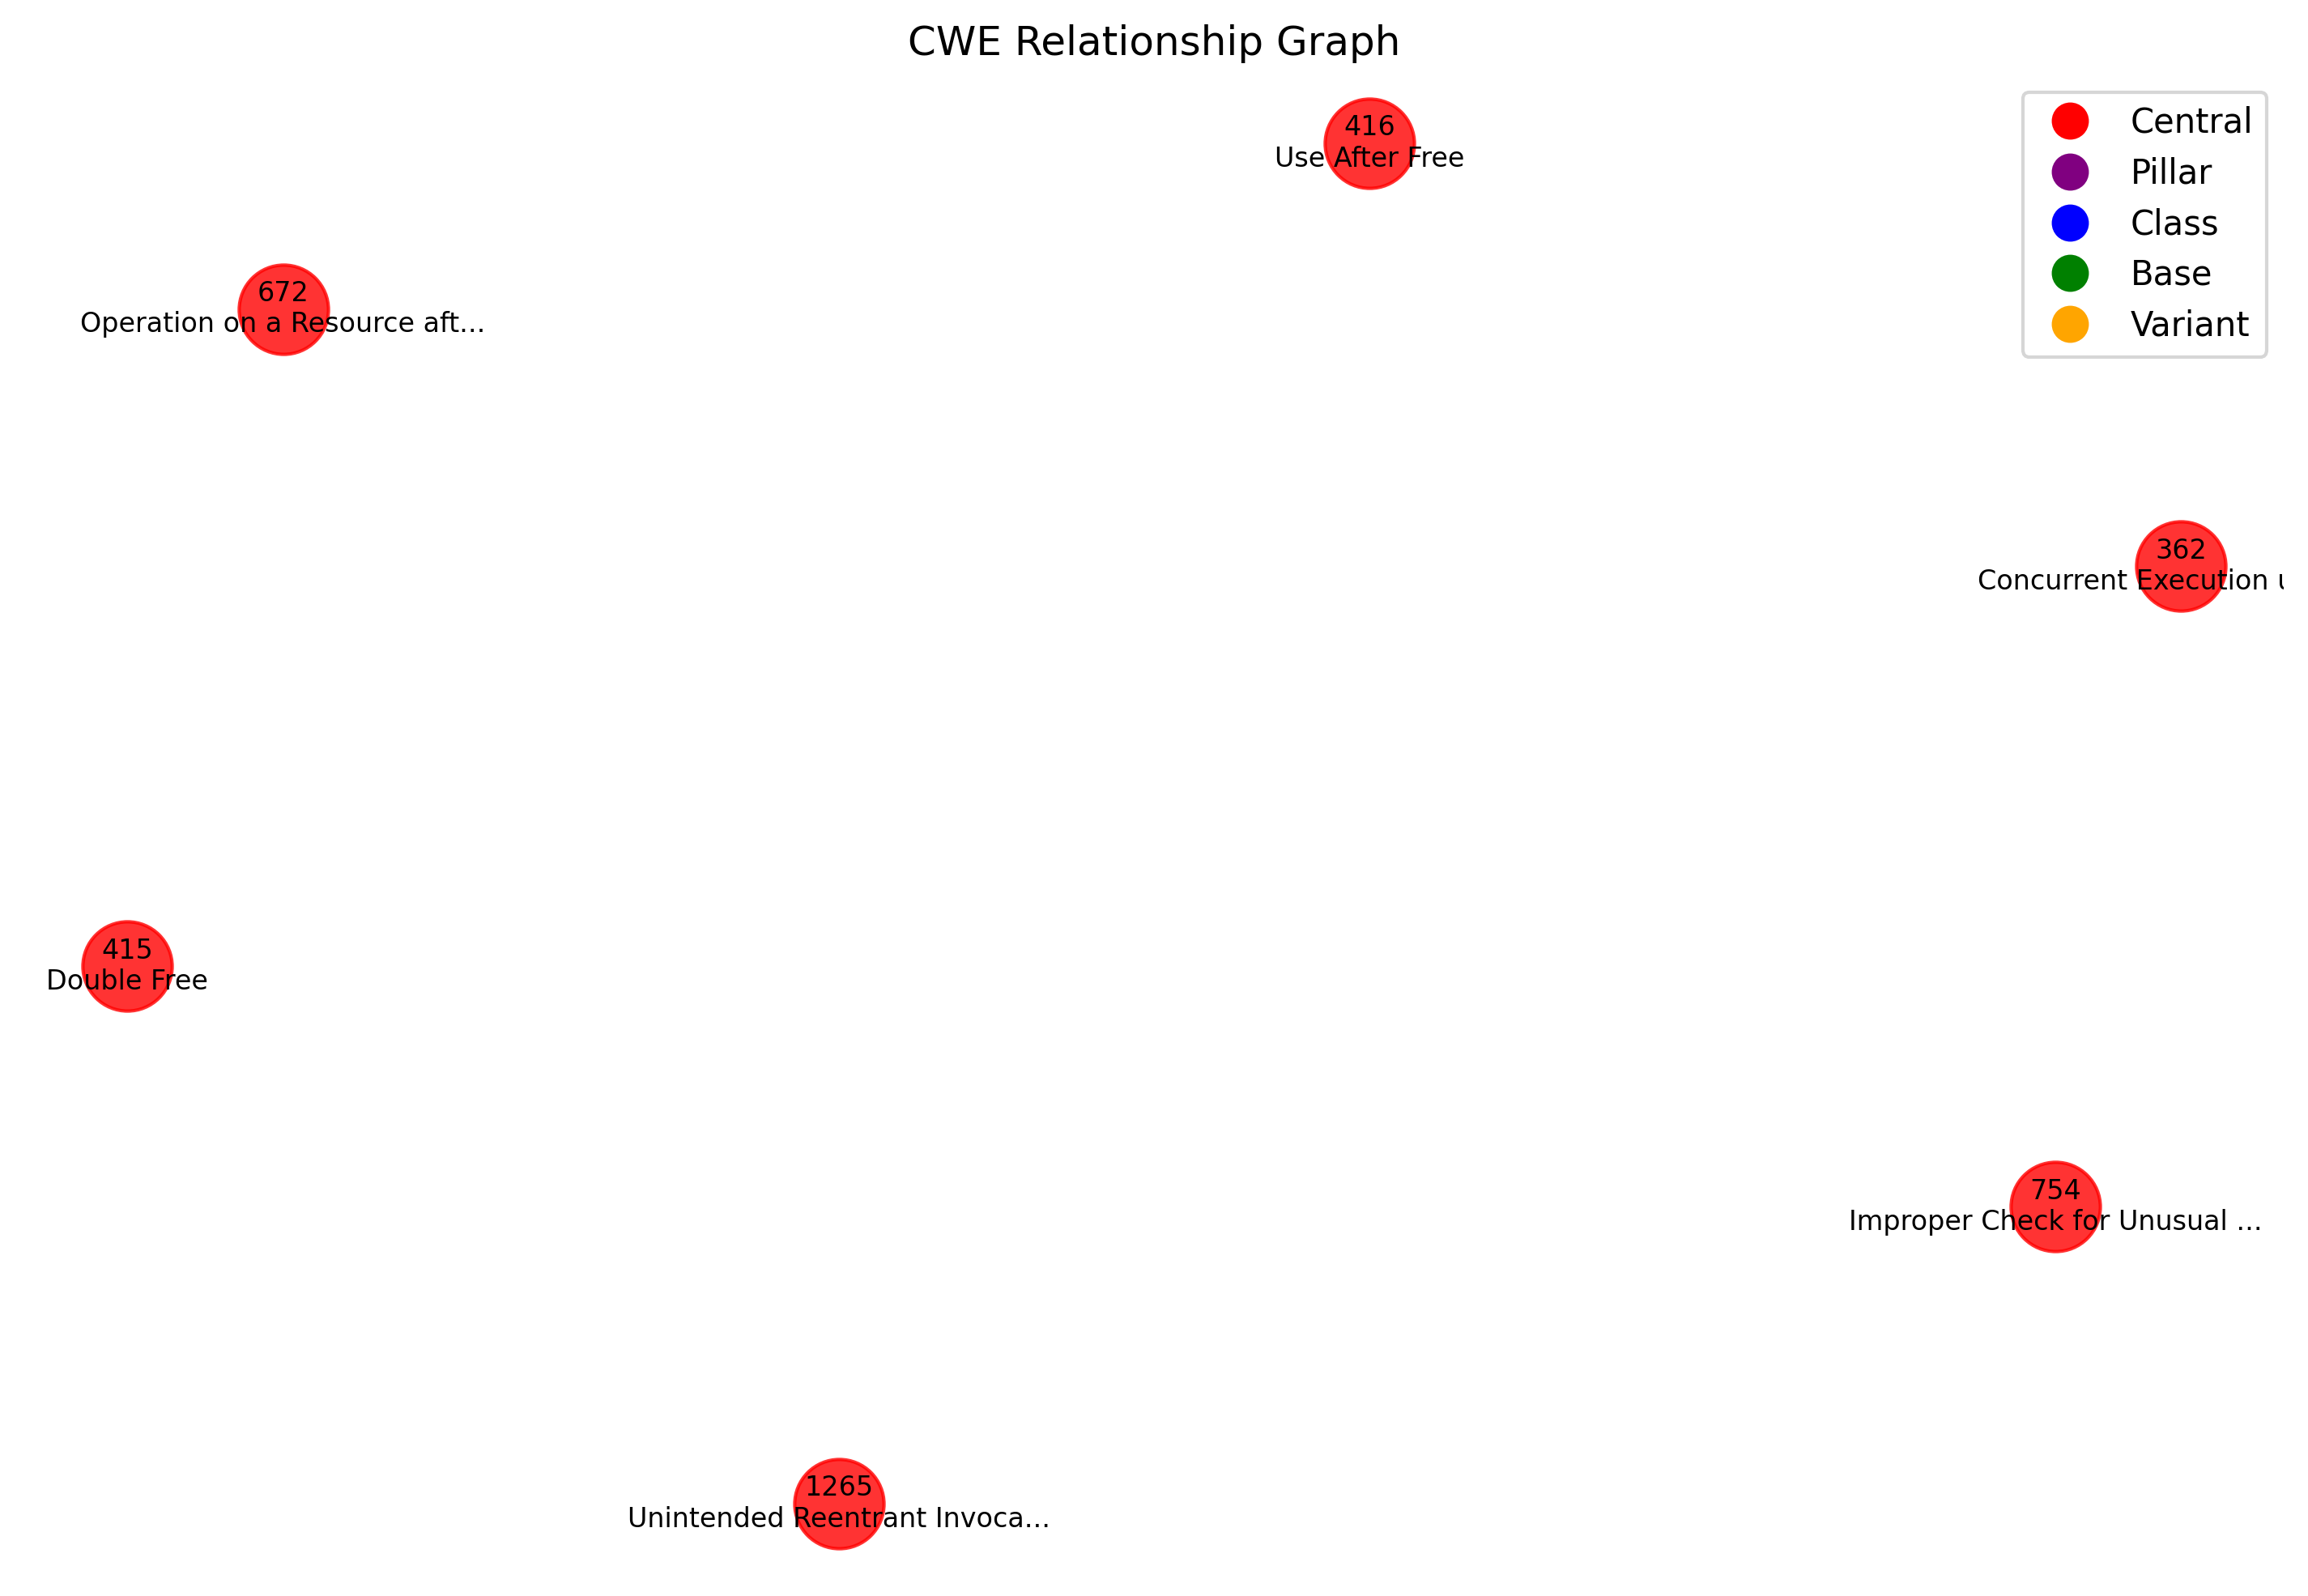 CWE Relationship Graph
416
Use After Free
Central
Pillar
Class
Base
Variant
672
Operation on a Resource aft...
362
Concurrent Execution
415
Double Free
754
Improper Check for Unusual ...
1265
Unintended Reentrant Invoca...